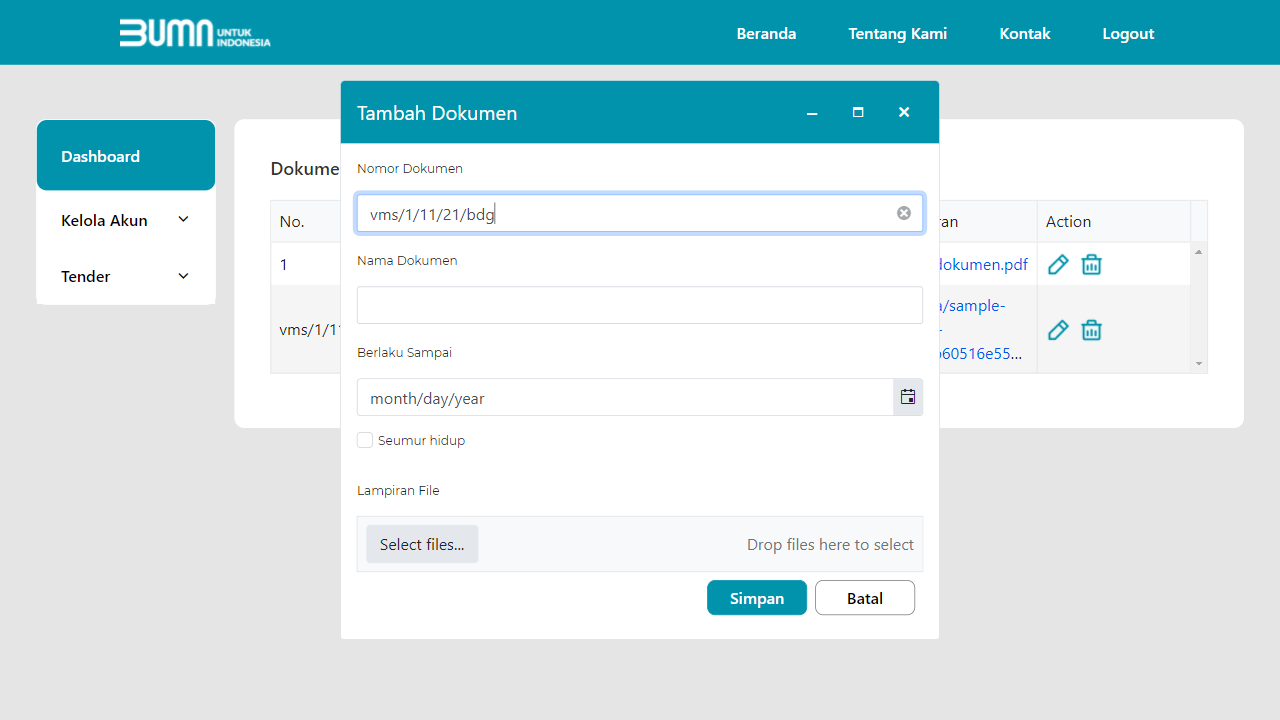 BUMN UNTUK INDONESIA
Beranda
Tentang Kami
Kontak
Logout
Dashboard
Kelola Akun
Tender
Dokume
No.
ran
Action
1
dokumen.pdf
vms/1/11
a/sample-
-
b60516e55...
Tambah Dokumen
Nomor Dokumen
vms/1/11/21/bdg
Nama Dokumen
Berlaku Sampai
month/day/year
Seumur hidup
Lampiran File
Select files...
Drop files here to select
Simpan
Batal